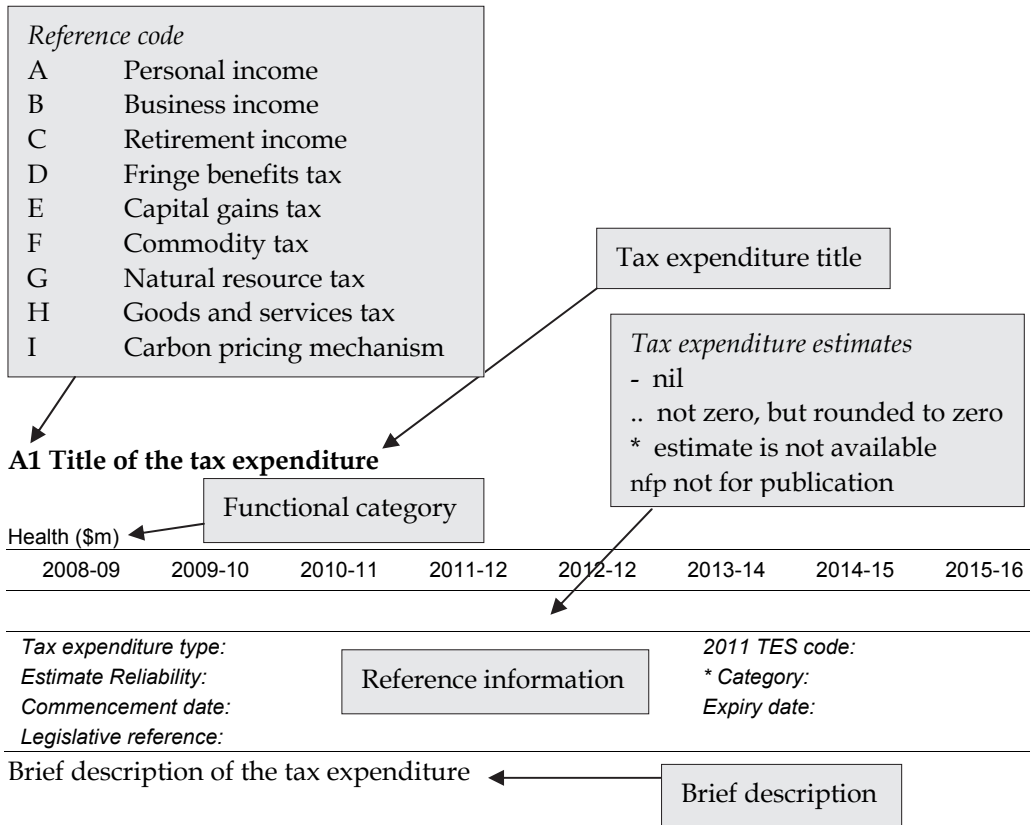 Reference code
A Personal income
B Business income
C Retirement income
D Fringe benefits tax
E Capital gains tax
F Commodity tax
G Natural resource tax
H Goods and services tax
I Carbon pricing mechanism
Tax expenditure title
Tax expenditure estimates
- nil
.. not zero, but rounded to zero
* estimate is not available
nfp not for publication
A1 Title of the tax expenditure
Functional category
Health ($m)
2008-09 2009-10 2010-11 2011-12 2012-12 2013-14 2014-15 2015-16
Tax expenditure type: 2011 TES code:
Estimate Reliability: * Category:
Reference information
Commencement date: Expiry date:
Legislative reference:
Brief description of the tax expenditure
Brief description